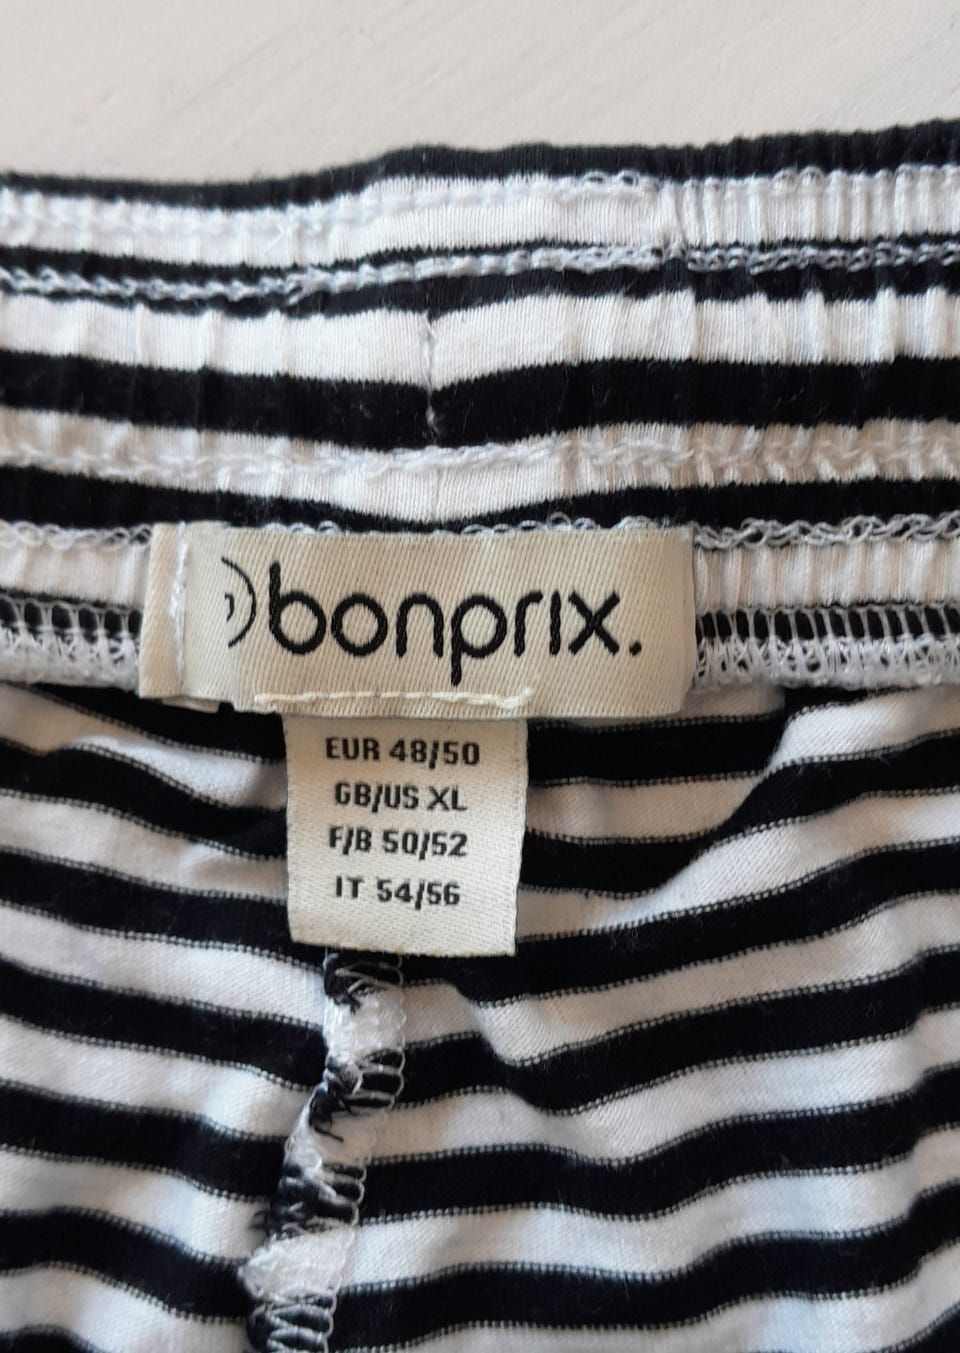 bonprix.
EUR 48/50
GB/US XL
F/B 50/52
IT 54/56